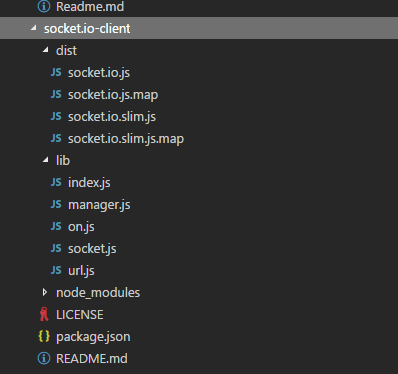 Readme.md
socket.io-client
dist
JS socket.io.js
JS socket.io.js.map
JS socket.io.slim.js
JS socket.io.slim.js.map
lib
JS index.js
JS manager.js
JS on.js
JS socket.js
JS url.js
node_modules
LICENSE
{} package.json
README.md